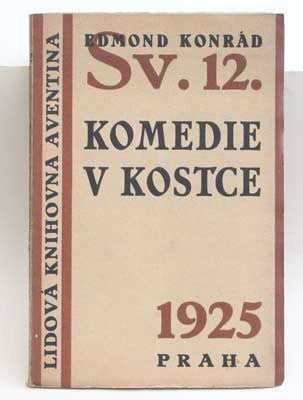 EDMOND KONRÁD
Sv. 12.
KOMEDIE
V KOSTCE
1925
PRAHA
LIDOVÁ KNIHOVNA AVENTINA